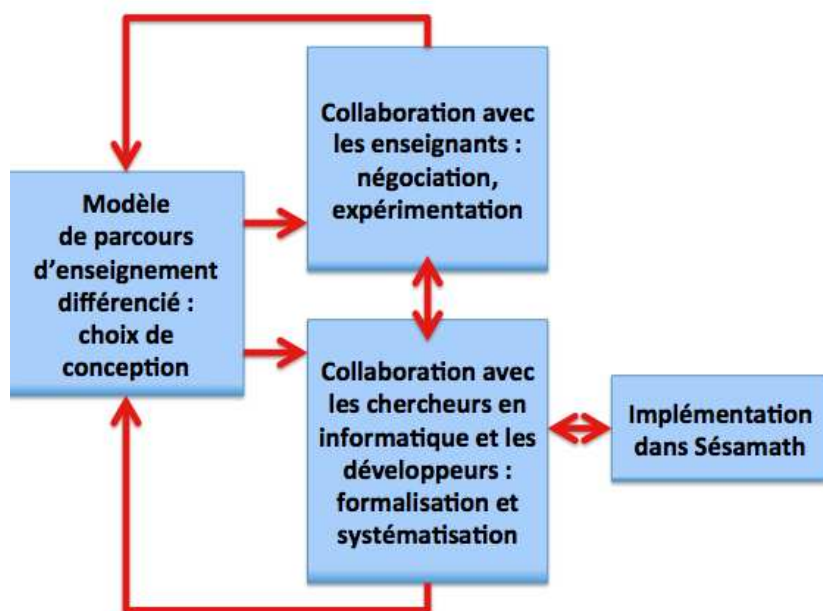 Modèle
de parcours
d'enseignement
différencié :
choix de
conception
Collaboration avec
les enseignants :
négociation,
expérimentation
Collaboration avec
les chercheurs en
informatique et les
développeurs :
formalisation et
systématisation
Implémentation
dans Sésamath